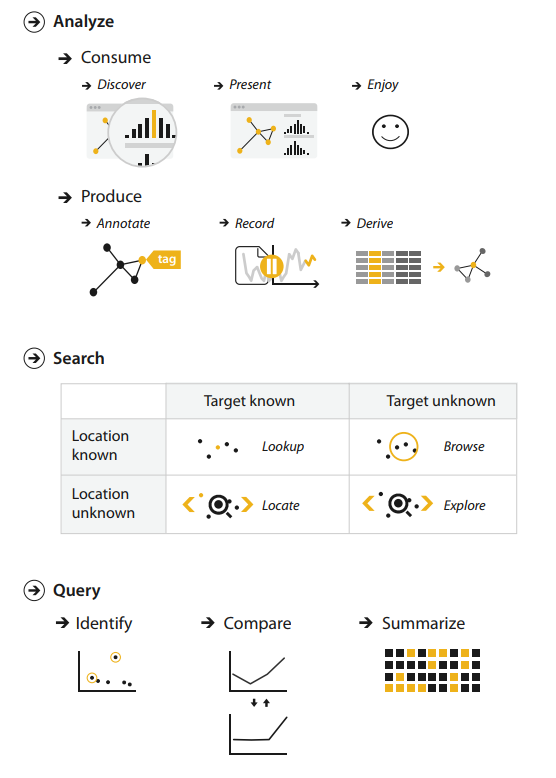 Analyze
Consume
Discover
Present
Enjoy
Produce
Annotate
Record
Derive
tag
Search
Target known
Target unknown
Location
known
Lookup
Browse
Location
unknown
Locate
Explore
Query
Identify
Compare
Summarize